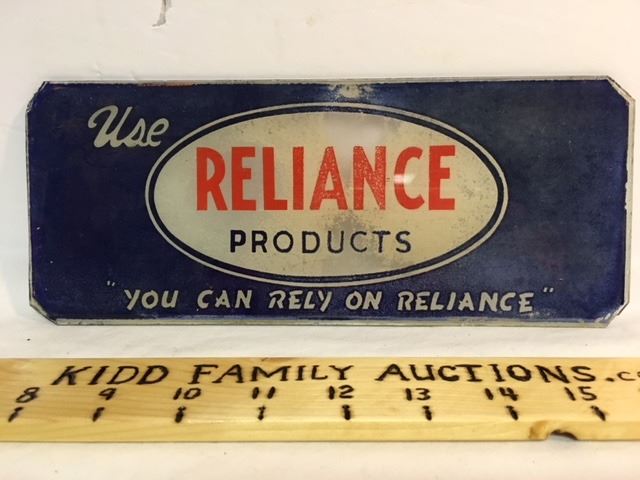 Use
RELIANCE
PRODUCTS
"YOU CAN RELY ON RELIANCE"
KIDD FAMILY AUCTIONS.c
8 9 10 11 12 13 14 15